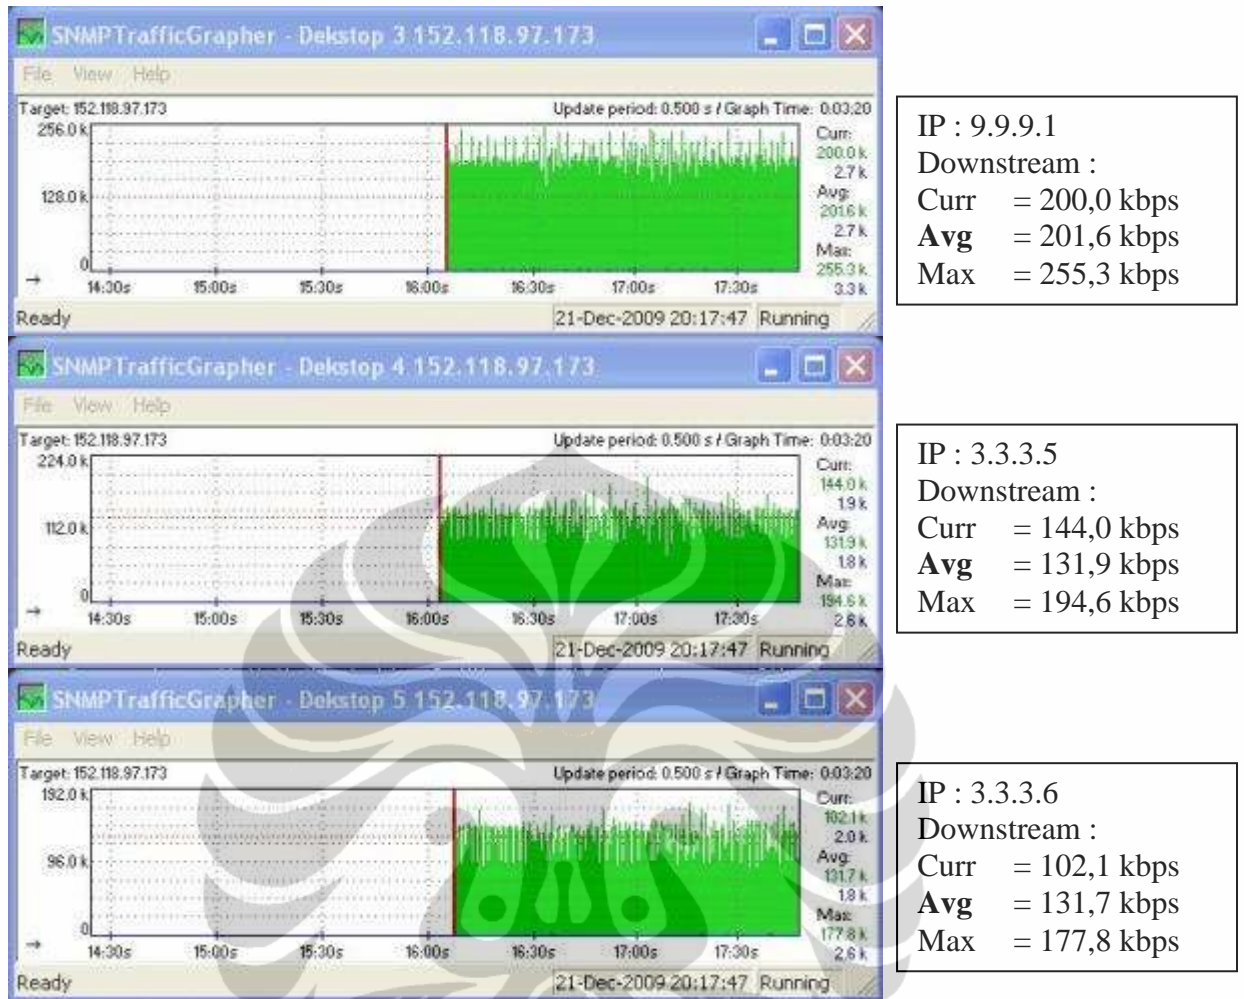 SNMPTrafficGrapher - Dekstop 3 152.118.97.173
File View Help
Target: 152.118.97.173 Update period: 0.500 s / Graph Time: 0:03:20
256.0 k
128.0 k
0
14:30s 15:00s 15:30s 16:00s 16:30s 17:00s 17:30s
Curr:
200.0 k
2.7 k
Avg:
201.6 k
2.7 k
Max:
255.3 k
3.3 k
Ready 21-Dec-2009 20:17:47 Running
IP : 9.9.9.1
Downstream :
Curr = 200,0 kbps
Avg = 201,6 kbps
Max = 255,3 kbps
SNMPTrafficGrapher - Dekstop 4 152.118.97.173
File View Help
Target: 152.118.97.173 Update period: 0.500 s / Graph Time: 0:03:20
224.0 k
112.0 k
0
14:30s 15:00s 15:30s 16:00s 16:30s 17:00s 17:30s
Curr:
144.0 k
1.9 k
Avg:
131.9 k
1.8 k
Max:
194.6 k
2.6 k
Ready 21-Dec-2009 20:17:47 Running
IP : 3.3.3.5
Downstream :
Curr = 144,0 kbps
Avg = 131,9 kbps
Max = 194,6 kbps
SNMPTrafficGrapher - Dekstop 5 152.118.97.173
File View Help
Target: 152.118.97.173 Update period: 0.500 s / Graph Time: 0:03:20
192.0 k
96.0 k
0
14:30s 15:00s 15:30s 16:00s 16:30s 17:00s 17:30s
Curr:
102.1 k
2.0 k
Avg:
131.7 k
1.8 k
Max:
177.8 k
2.6 k
Ready 21-Dec-2009 20:17:47 Running
IP : 3.3.3.6
Downstream :
Curr = 102,1 kbps
Avg = 131,7 kbps
Max = 177,8 kbps